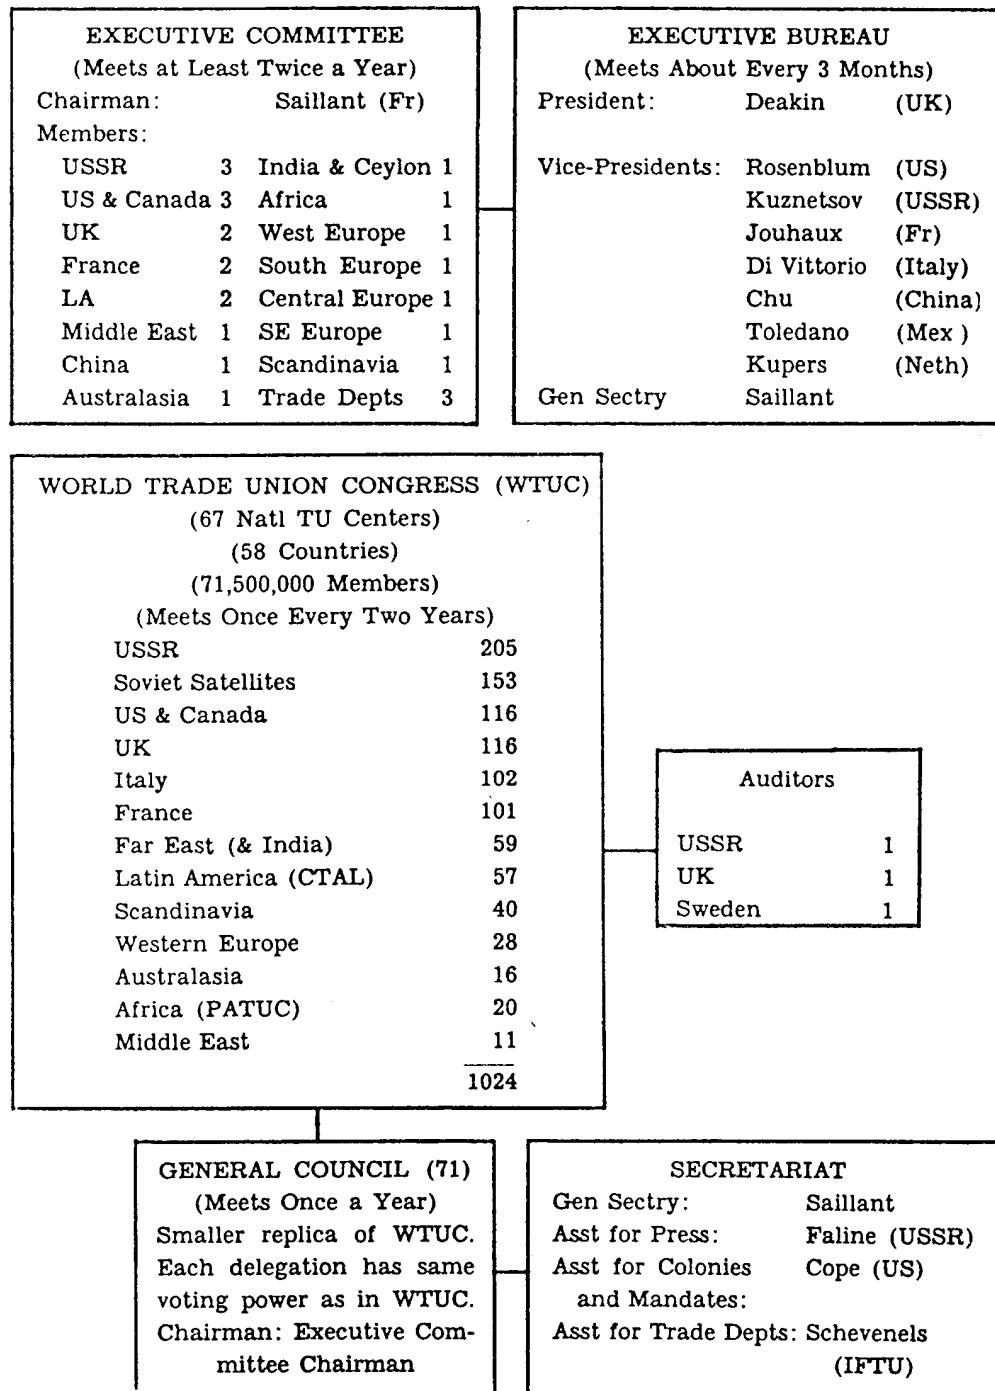 EXECUTIVE COMMITTEE
(Meets at Least Twice a Year)
Chairman: Saillant (Fr)
Members:
USSR 3 India & Ceylon 1
US & Canada 3 Africa 1
UK 2 West Europe 1
France 2 South Europe 1
LA 2 Central Europe 1
Middle East 1 SE Europe 1
China 1 Scandinavia 1
Australasia 1 Trade Depts 3
EXECUTIVE BUREAU
(Meets About Every 3 Months)
President: Deakin (UK)
Vice-Presidents: Rosenblum (US)
Kuznetsov (USSR)
Jouhaux (Fr)
Di Vittorio (Italy)
Chu (China)
Toledano (Mex )
Kupers (Neth)
Gen Sectry Saillant
WORLD TRADE UNION CONGRESS (WTUC)
(67 Natl TU Centers)
(58 Countries)
(71,500,000 Members)
(Meets Once Every Two Years)
USSR 205
Soviet Satellites 153
US & Canada 116
UK 116
Italy 102
France 101
Far East (& India) 59
Latin America (CTAL) 57
Scandinavia 40
Western Europe 28
Australasia 16
Africa (PATUC) 20
Middle East 11
1024
Auditors
USSR 1
UK 1
Sweden 1
GENERAL COUNCIL (71)
(Meets Once a Year)
Smaller replica of WTUC.
Each delegation has same
voting power as in WTUC.
Chairman: Executive Com-
mittee Chairman
SECRETARIAT
Gen Sectry: Saillant
Asst for Press: Faline (USSR)
Asst for Colonies Cope (US)
and Mandates:
Asst for Trade Depts: Schevenels
(IFTU)